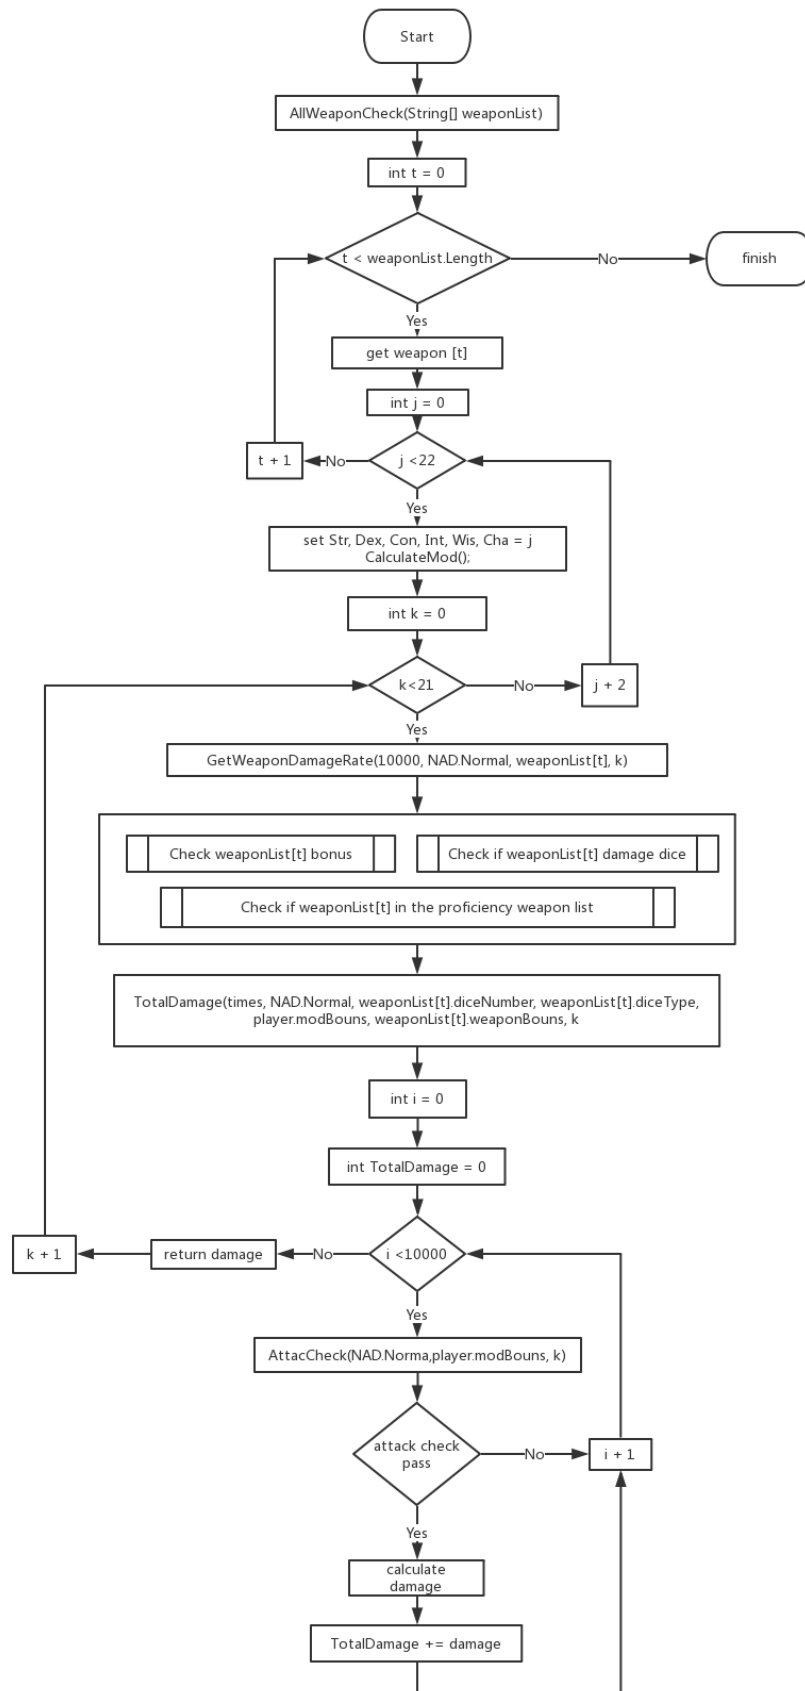 Start
AllWeaponCheck(String[] weaponList)
int t = 0
t < weaponList.Length
No
finish
Yes
get weapon [t]
int j = 0
t + 1
No
j <22
Yes
set Str, Dex, Con, Int, Wis, Cha = j
CalculateMod();
int k = 0
k<21
No
j + 2
Yes
GetWeaponDamageRate(10000, NAD.Normal, weaponList[t], k)
Check weaponList[t] bonus
Check if weaponList[t] damage dice
Check if weaponList[t] in the proficiency weapon list
TotalDamage(times, NAD.Normal, weaponList[t].diceNumber, weaponList[t].diceType,
player.modBouns, weaponList[t].weaponBouns, k
int i = 0
int TotalDamage = 0
k + 1
return damage
No
i <10000
Yes
AttacCheck(NAD.Norma,player.modBouns, k)
attack check
pass
No
i + 1
Yes
calculate
damage
TotalDamage += damage